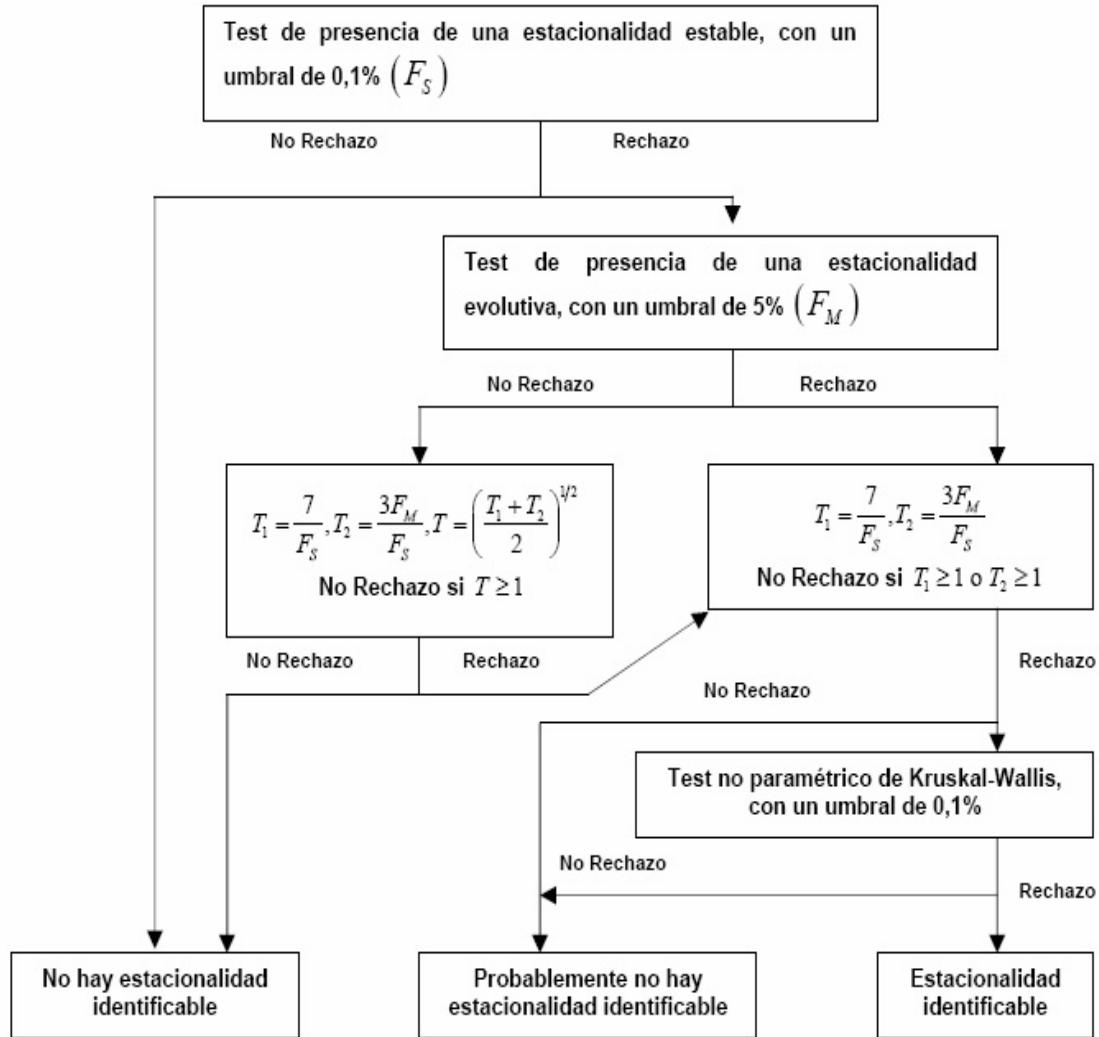 Test de presencia de una estacionalidad estable, con un
umbral de 0,1% (F_S)
No Rechazo
Rechazo
Test de presencia de una estacionalidad
evolutiva, con un umbral de 5% (F_M)
No Rechazo
Rechazo
T_1 = 7/F_S, T_2 = 3F_M/F_S, T = ((T_1 + T_2)/2)^{1/2}
No Rechazo si T ≥ 1
T_1 = 7/F_S, T_2 = 3F_M/F_S
No Rechazo si T_1 ≥ 1 o T_2 ≥ 1
No Rechazo
Rechazo
No Rechazo
Rechazo
Test no paramétrico de Kruskal-Wallis,
con un umbral de 0,1%
No Rechazo
Rechazo
No hay estacionalidad
identificable
Probablemente no hay
estacionalidad identificable
Estacionalidad
identificable